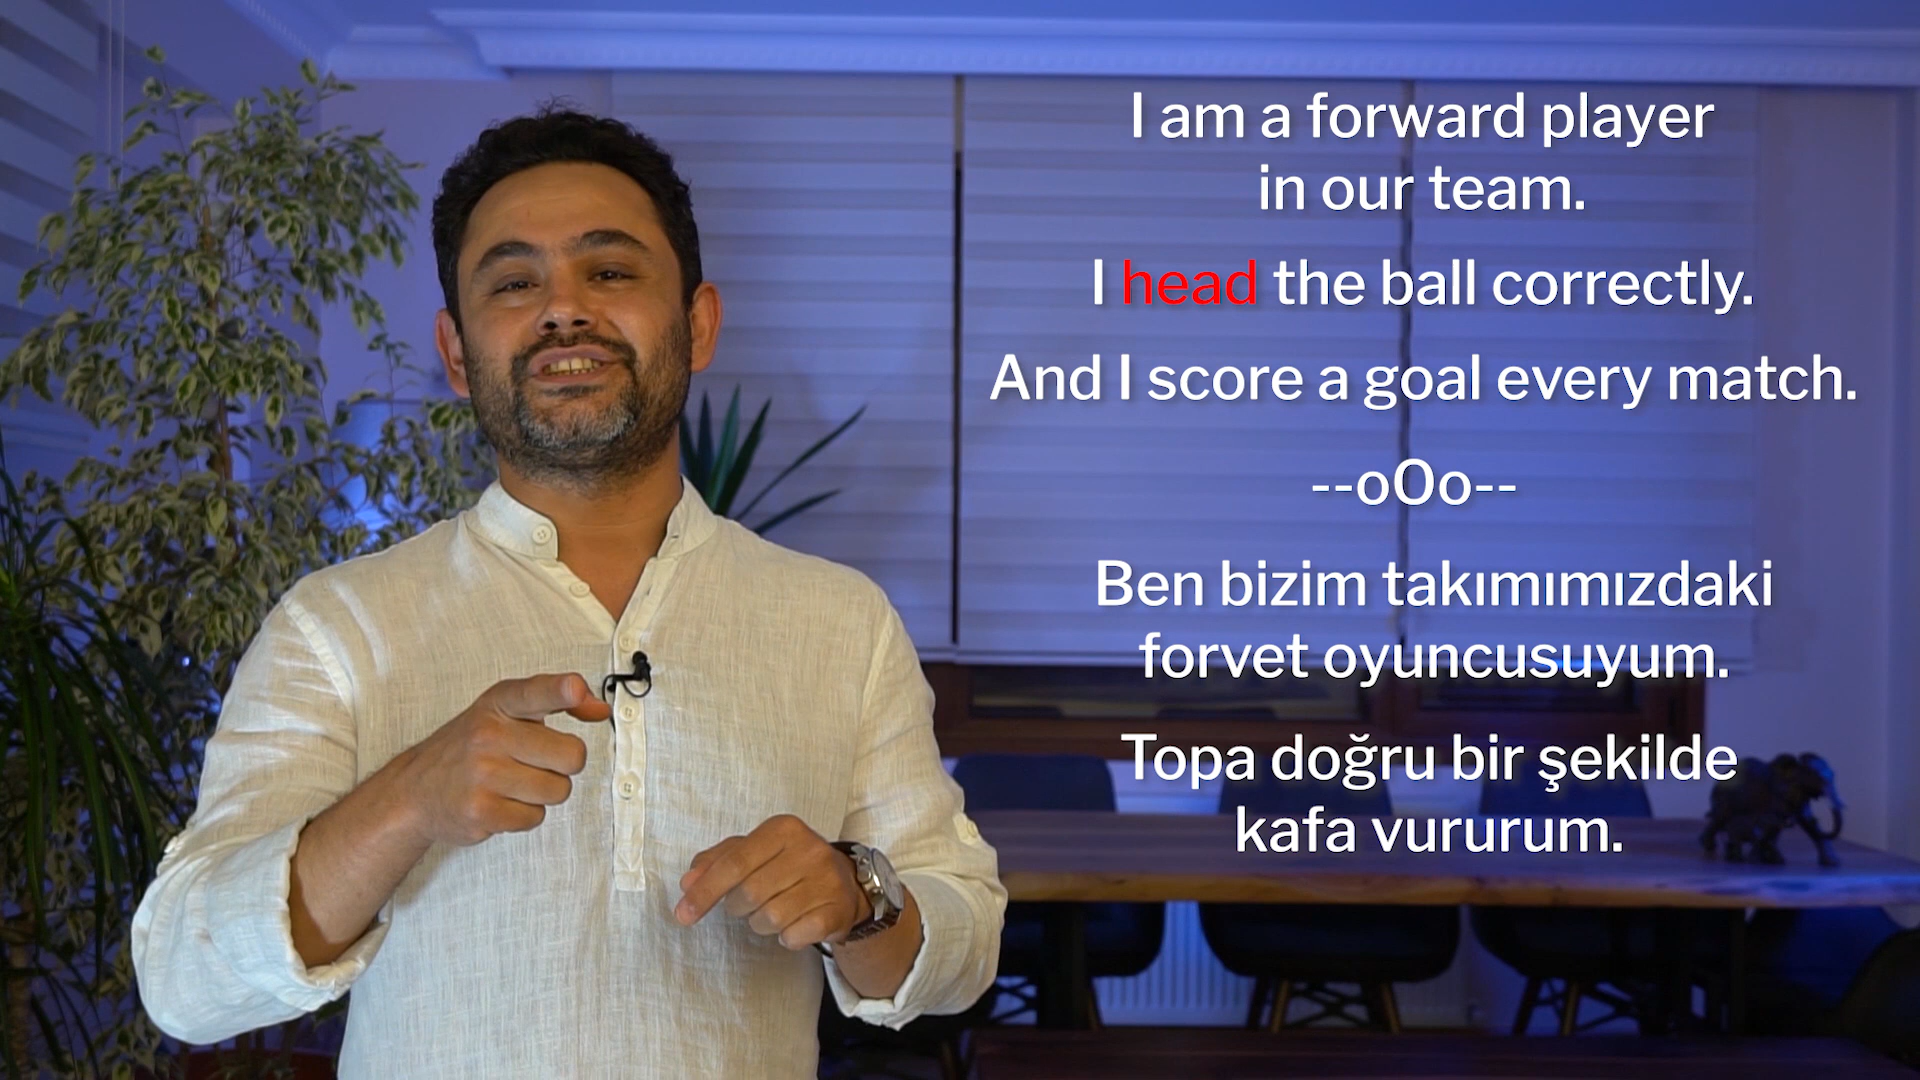 I am a forward player
in our team.
I head the ball correctly.
And I score a goal every match.
--oOo--
Ben bizim takımımızdaki
forvet oyuncusuyum.
Topa doğru bir şekilde
kafa vururum.